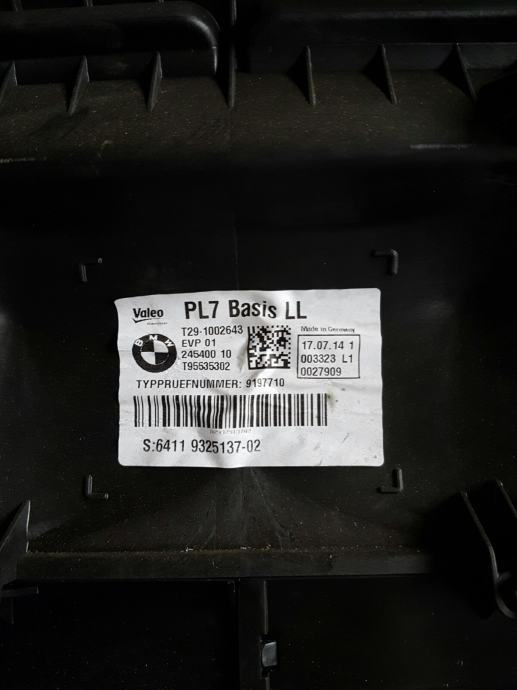 Valeo
PL7 Basis LL
BMW
T29-1002643
EVP 01
245400 10
T95535302
Made in Germany
17.07.14 1
003323 L1
0027909
TYPPRUEFNUMMER: 9197710
S:6411 9325137-02